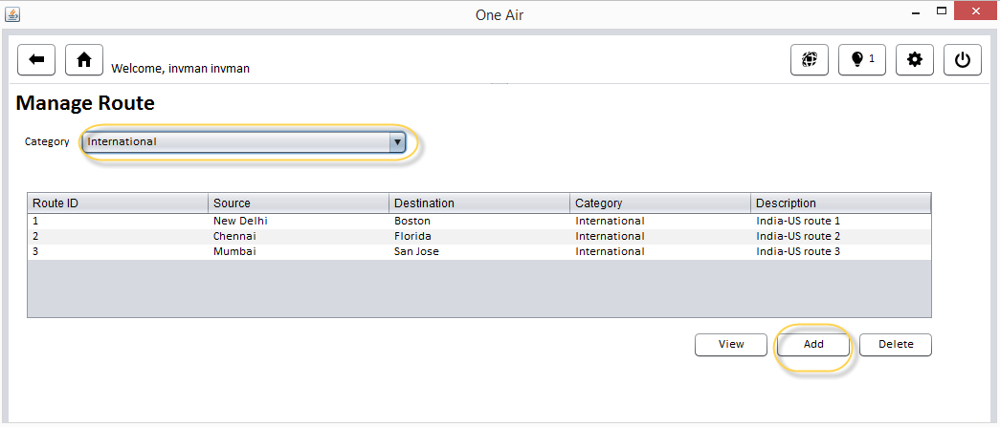 One Air
Welcome, invman invman
1
Manage Route
Category International
Route ID Source Destination Category Description
1 New Delhi Boston International India-US route 1
2 Chennai Florida International India-US route 2
3 Mumbai San Jose International India-US route 3
View Add Delete